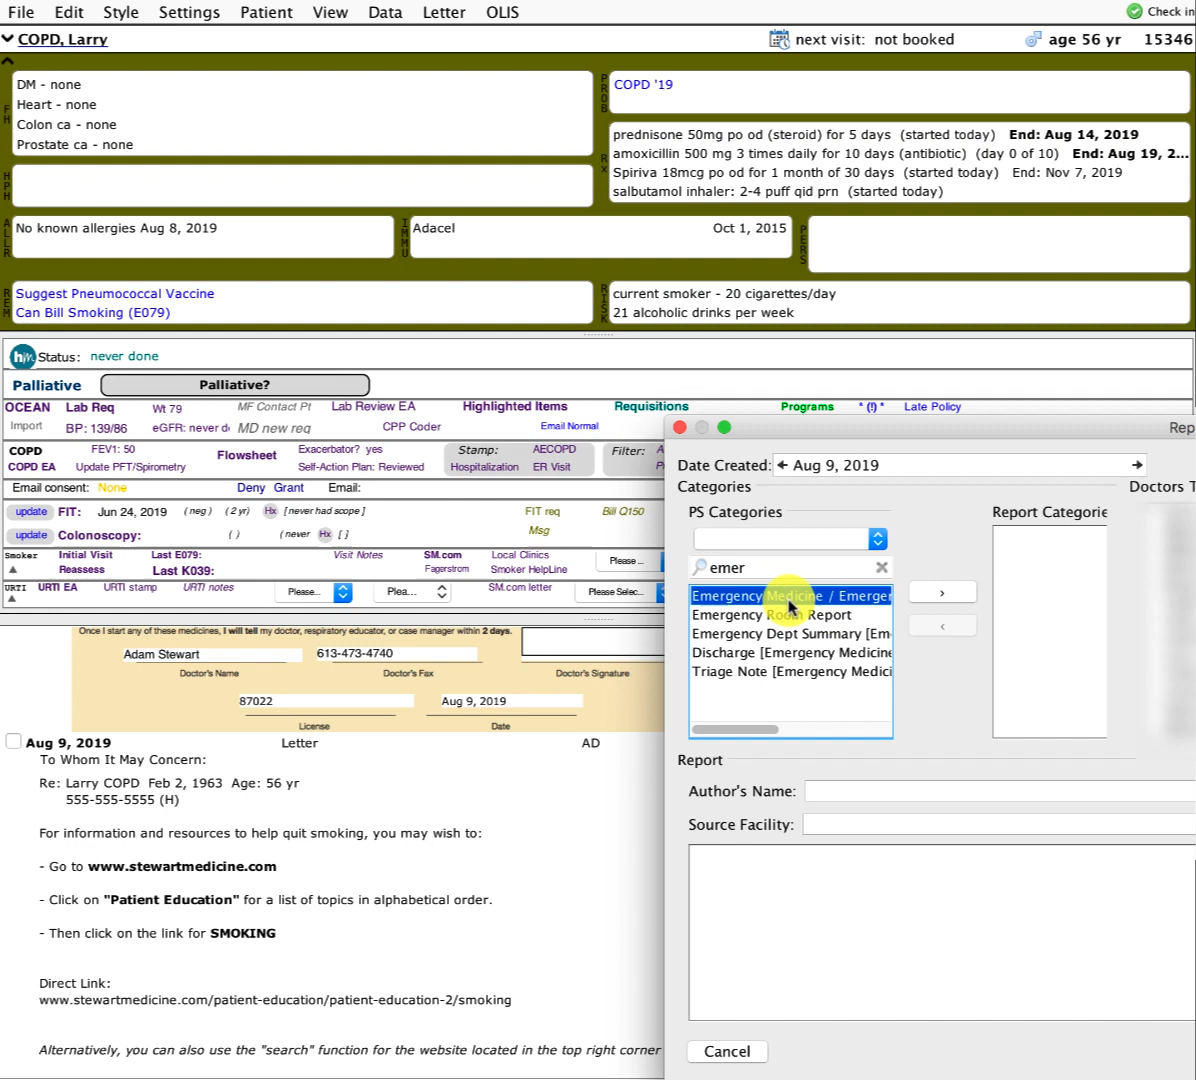 File Edit Style Settings Patient View Data Letter OLIS Check in
COPD, Larry next visit: not booked age 56 yr 15346
FH
DM - none
Heart - none
Colon ca - none
Prostate ca - none
PROB
COPD '19
Rx
prednisone 50mg po od (steroid) for 5 days (started today) End: Aug 14, 2019
amoxicillin 500 mg 3 times daily for 10 days (antibiotic) (day 0 of 10) End: Aug 19, 2...
Spiriva 18mcg po od for 1 month of 30 days (started today) End: Nov 7, 2019
salbutamol inhaler: 2-4 puff qid prn (started today)
HPH
ALLR
No known allergies Aug 8, 2019
IMMU
Adacel Oct 1, 2015
PERS
REM
Suggest Pneumococcal Vaccine
Can Bill Smoking (E079)
RISK
current smoker - 20 cigarettes/day
21 alcoholic drinks per week
hm Status: never done
Palliative Palliative?
OCEAN Lab Req Wt 79 MF Contact Pt Lab Review EA Highlighted Items Requisitions Programs * (!) * Late Policy
Import BP: 139/86 eGFR: never d MD new req CPP Coder Email Normal
COPD FEV1: 50 Flowsheet Exacerbator? yes Stamp: AECOPD Filter: A
COPD EA Update PFT/Spirometry Self-Action Plan: Reviewed Hospitalization ER Visit P
Email consent: None Deny Grant Email:
update FIT: Jun 24, 2019 (neg) (2 yr) Hx [never had scope] FIT req Bill Q150
update Colonoscopy: () (never Hx [] Msg
Smoker Initial Visit Last E079: Visit Notes SM.com Local Clinics Please...
Reassess Last K039: Fagerstrom Smoker HelpLine
URTI URTI EA URTI stamp URTI notes Please... Plea... SM.com letter Please Selec...
Once I start any of these medicines, I will tell my doctor, respiratory educator, or case manager within 2 days.
Adam Stewart 613-473-4740
Doctor's Name Doctor's Fax Doctor's Signature
87022 Aug 9, 2019
License Date
Aug 9, 2019 Letter AD
To Whom It May Concern:
Re: Larry COPD Feb 2, 1963 Age: 56 yr
555-555-5555 (H)
For information and resources to help quit smoking, you may wish to:
- Go to www.stewartmedicine.com
- Click on "Patient Education" for a list of topics in alphabetical order.
- Then click on the link for SMOKING
Direct Link:
www.stewartmedicine.com/patient-education/patient-education-2/smoking
Alternatively, you can also use the "search" function for the website located in the top right corner
Rep
Date Created: Aug 9, 2019
Categories Doctors T
PS Categories Report Categorie
emer
Emergency Medicine / Emerger
Emergency Room Report
Emergency Dept Summary [Em
Discharge [Emergency Medicine
Triage Note [Emergency Medici
›
‹
Report
Author's Name:
Source Facility:
Cancel